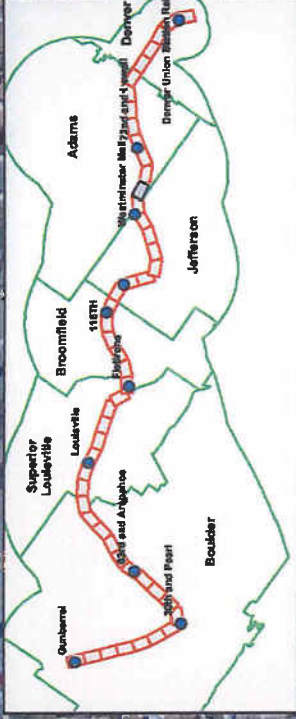 Superior
Louisville
Broomfield
Adams
Denver
Jefferson
Boulder
Gunbarrel
30th and Pearl
63rd and Arapahoe
Louisville
Flatirons
116TH
Westminster Mall
72nd and Lowell
Denver Union Station